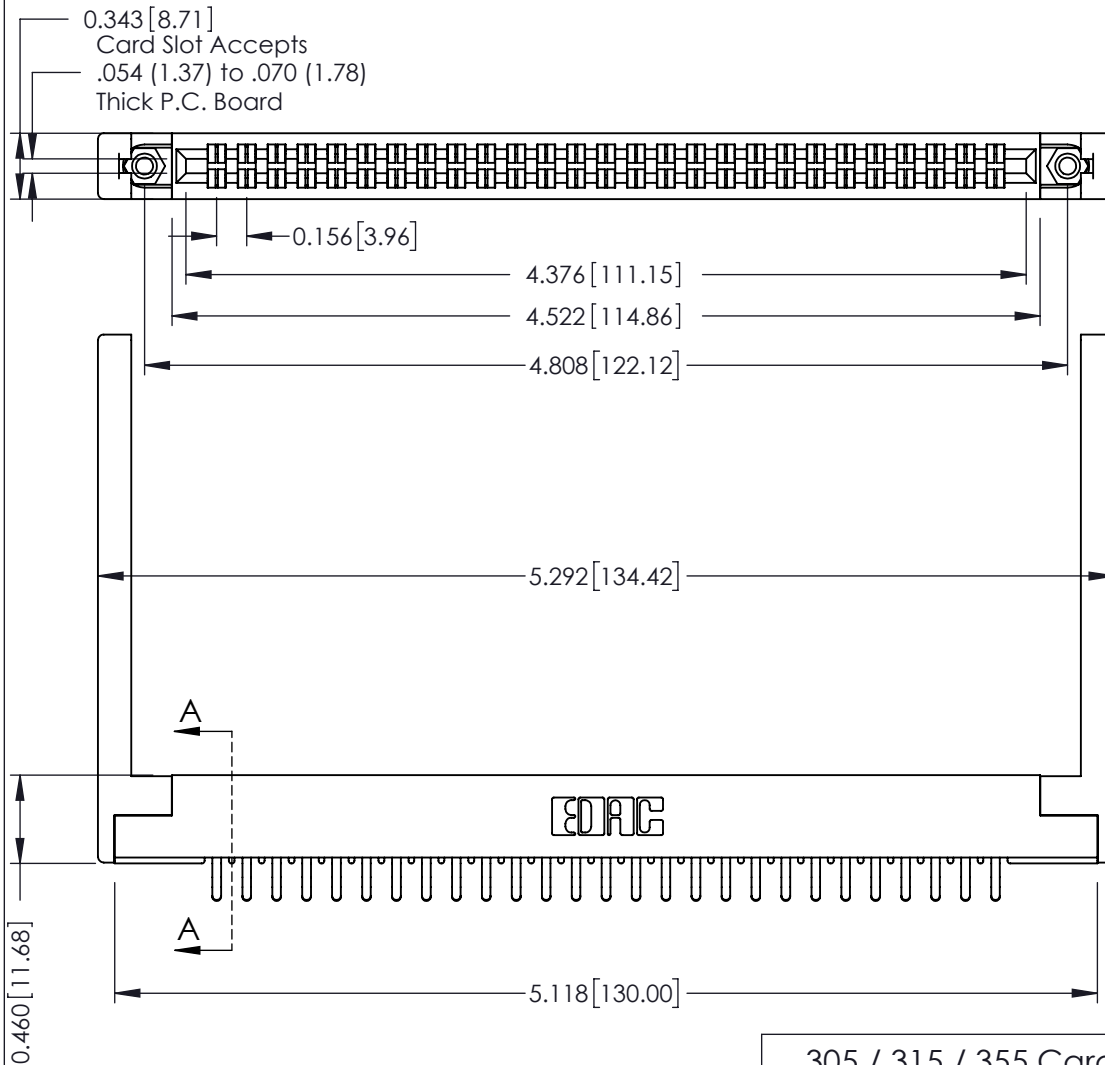 0.343[8.71]
Card Slot Accepts
.054 (1.37) to .070 (1.78)
Thick P.C. Board
0.156[3.96]
4.376[111.15]
4.522[114.86]
4.808[122.12]
5.292[134.42]
A
EDAC
A
0.460[11.68]
5.118[130.00]
305 / 315 / 355 Card